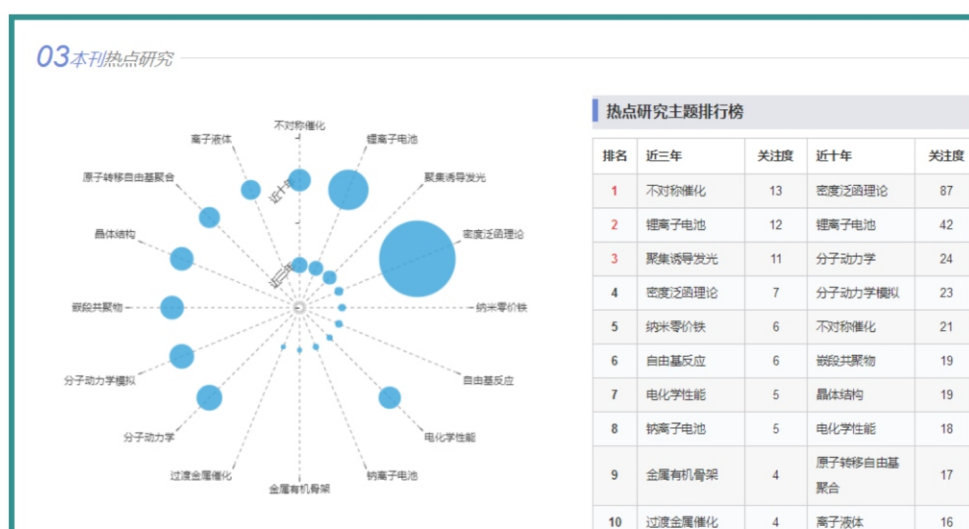 03本刊热点研究
不对称催化
离子液体
锂离子电池
原子转移自由基聚合
聚集诱导发光
近十年
晶体结构
密度泛函理论
近三年
嵌段共聚物
纳米零价铁
分子动力学模拟
自由基反应
分子动力学
电化学性能
过渡金属催化
钠离子电池
金属有机骨架
热点研究主题排行榜
排名 近三年 关注度 近十年 关注度
1 不对称催化 13 密度泛函理论 87
2 锂离子电池 12 锂离子电池 42
3 聚集诱导发光 11 分子动力学 24
4 密度泛函理论 7 分子动力学模拟 23
5 纳米零价铁 6 不对称催化 21
6 自由基反应 6 嵌段共聚物 19
7 电化学性能 5 晶体结构 19
8 钠离子电池 5 电化学性能 18
9 金属有机骨架 4 原子转移自由基
聚合 17
10 过渡金属催化 4 离子液体 16